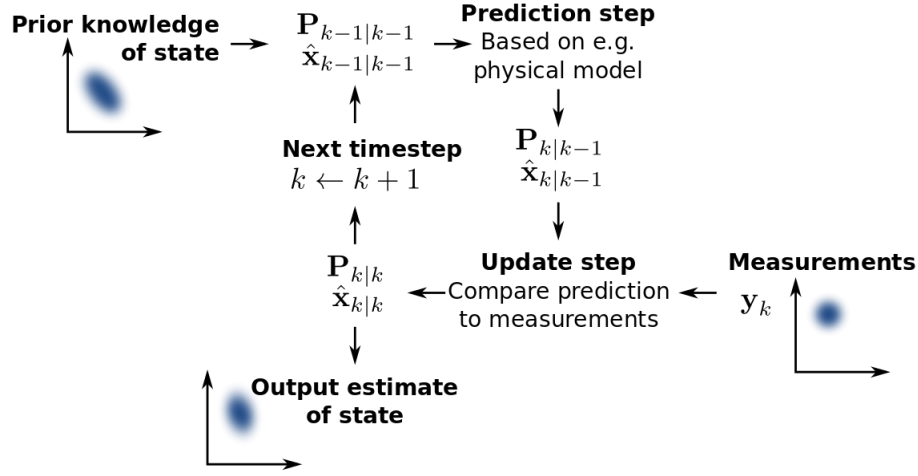 Prior knowledge
of state
P_{k−1|k−1}
x̂_{k−1|k−1}
Prediction step
Based on e.g.
physical model
P_{k|k−1}
x̂_{k|k−1}
Next timestep
k ← k + 1
P_{k|k}
x̂_{k|k}
Update step
Compare prediction
to measurements
Measurements
y_k
Output estimate
of state